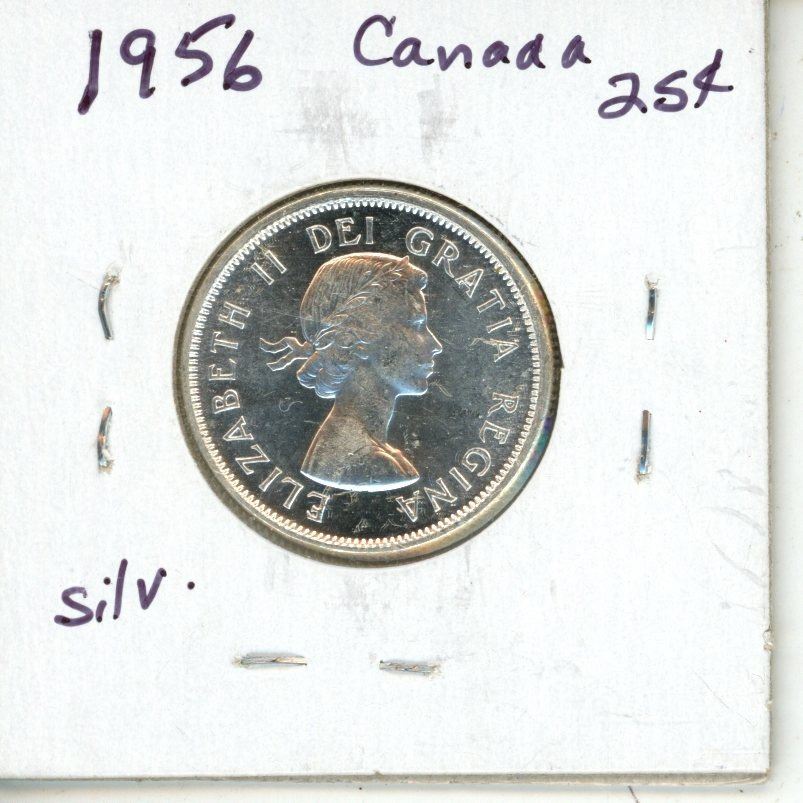 1956 Canada 25¢
ELIZABETH II DEI GRATIA REGINA
silv.